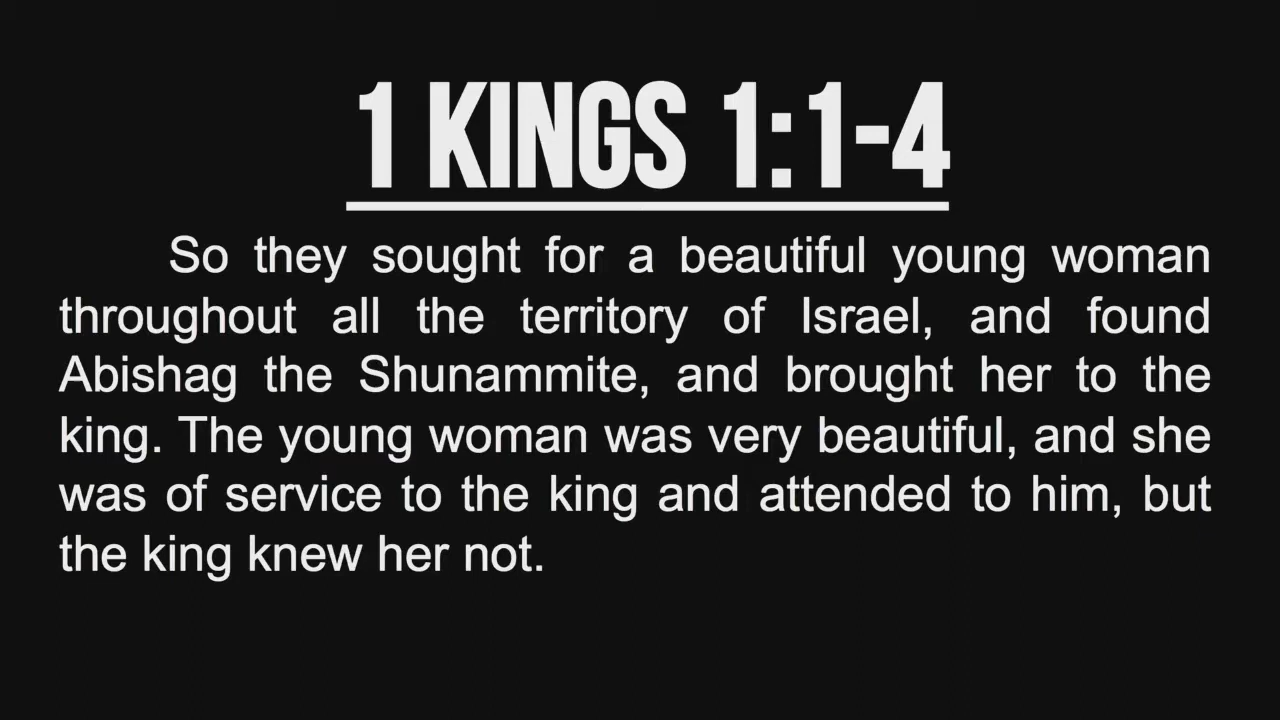 1 KINGS 1:1-4
So they sought for a beautiful young woman
throughout all the territory of Israel, and found
Abishag the Shunammite, and brought her to the
king. The young woman was very beautiful, and she
was of service to the king and attended to him, but
the king knew her not.